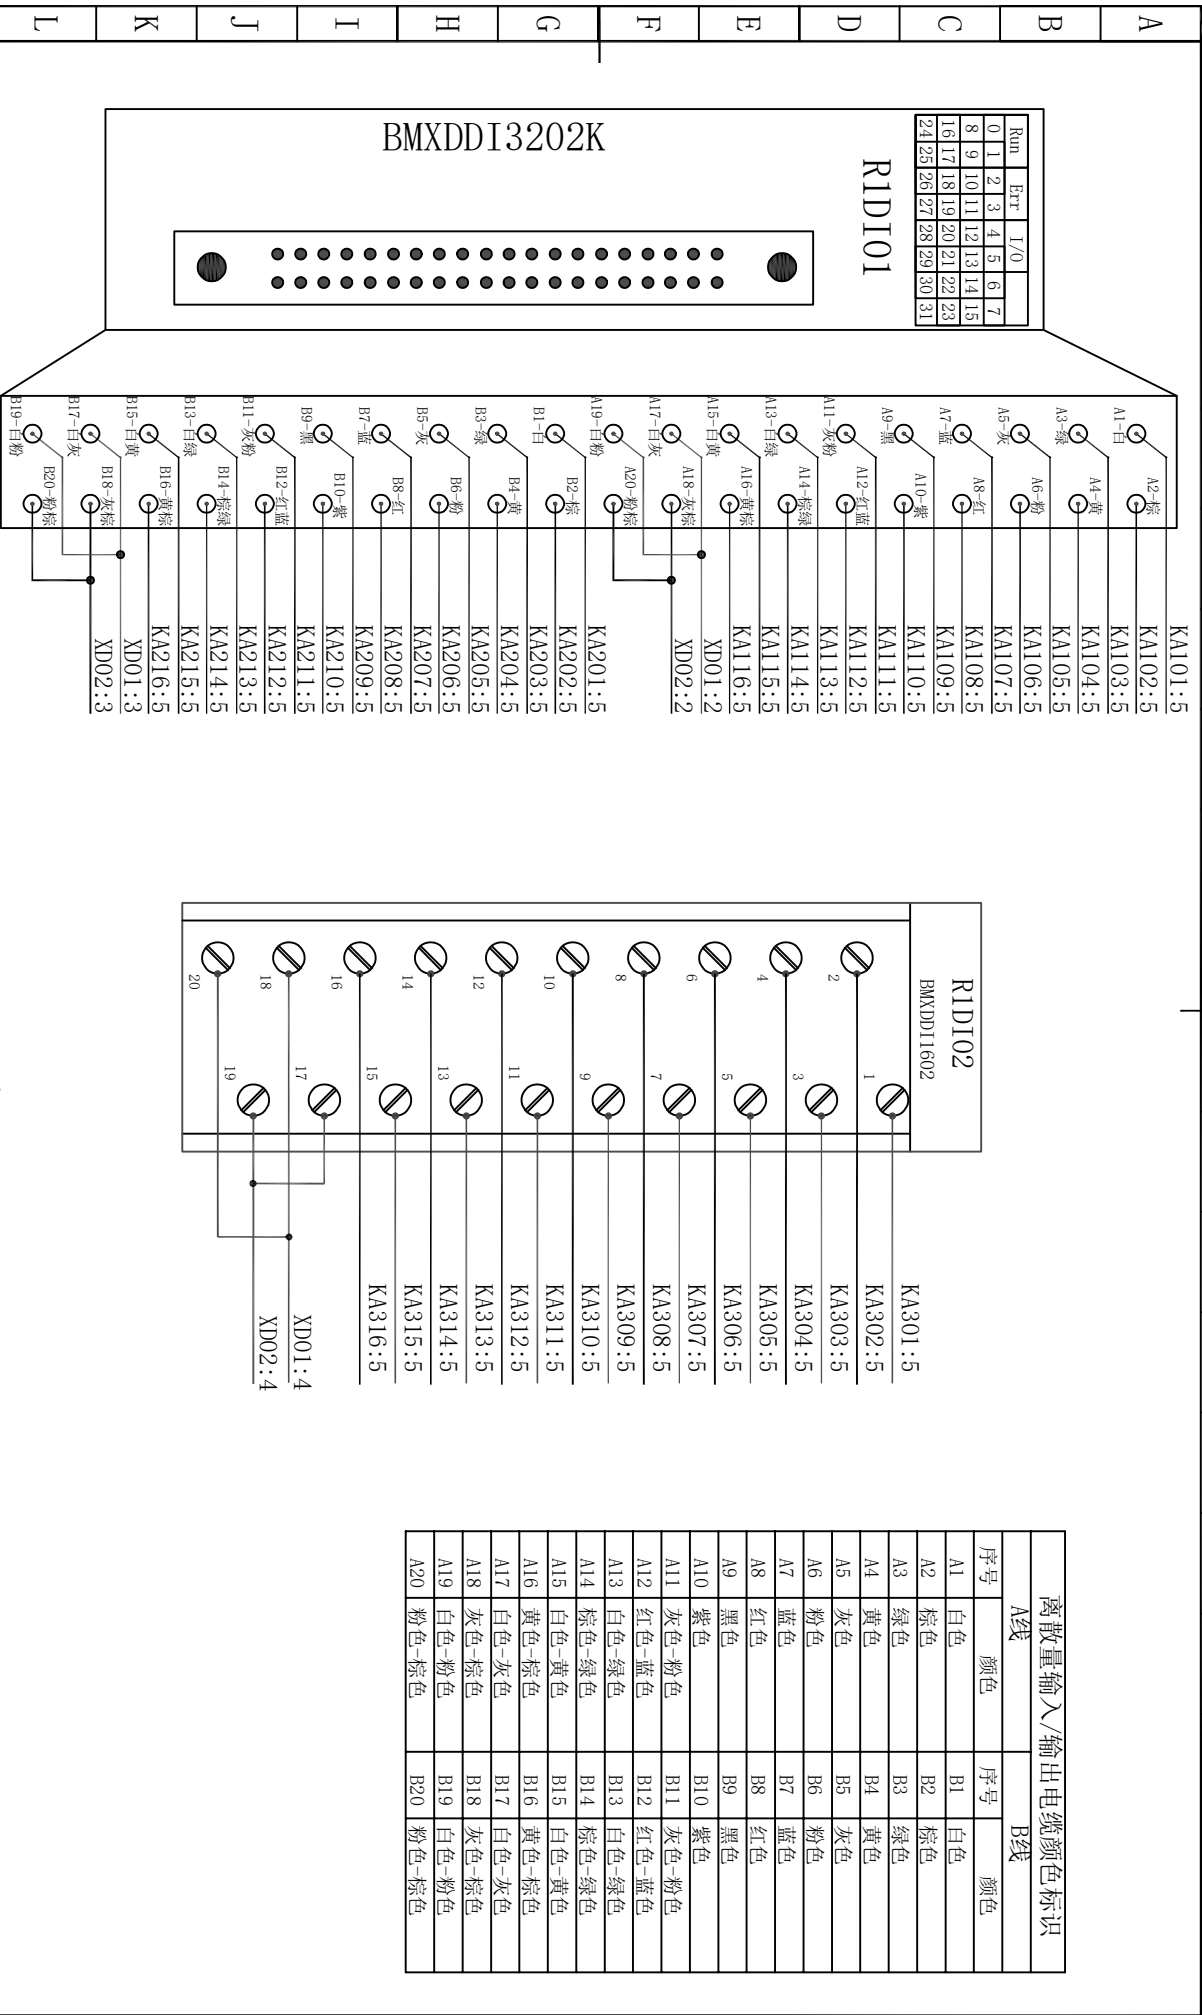 A
B
C
D
E
F
G
H
I
J
K
L
Run Err I/O
0 1 2 3 4 5 6 7
8 9 10 11 12 13 14 15
16 17 18 19 20 21 22 23
24 25 26 27 28 29 30 31
R1DI01
BMXDDI3202K
A1-白
A2-棕
A3-绿
A4-黄
A5-灰
A6-粉
A7-蓝
A8-红
A9-黑
A10-紫
A11-灰粉
A12-红蓝
A13-白绿
A14-棕绿
A15-白黄
A16-黄棕
A17-白灰
A18-灰棕
A19-白粉
A20-粉棕
B1-白
B2-棕
B3-绿
B4-黄
B5-灰
B6-粉
B7-蓝
B8-红
B9-黑
B10-紫
B11-灰粉
B12-红蓝
B13-白绿
B14-棕绿
B15-白黄
B16-黄棕
B17-白灰
B18-灰棕
B19-白粉
B20-粉棕
KA101:5
KA102:5
KA103:5
KA104:5
KA105:5
KA106:5
KA107:5
KA108:5
KA109:5
KA110:5
KA111:5
KA112:5
KA113:5
KA114:5
KA115:5
KA116:5
XD01:2
XD02:2
KA201:5
KA202:5
KA203:5
KA204:5
KA205:5
KA206:5
KA207:5
KA208:5
KA209:5
KA210:5
KA211:5
KA212:5
KA213:5
KA214:5
KA215:5
KA216:5
XD01:3
XD02:3
R1DI02
BMXDDI1602
1
2
3
4
5
6
7
8
9
10
11
12
13
14
15
16
17
18
19
20
KA301:5
KA302:5
KA303:5
KA304:5
KA305:5
KA306:5
KA307:5
KA308:5
KA309:5
KA310:5
KA311:5
KA312:5
KA313:5
KA314:5
KA315:5
KA316:5
XD01:4
XD02:4
离散量输入/输出电缆颜色标识
A线 B线
序号 颜色 序号 颜色
A1 白色 B1 白色
A2 棕色 B2 棕色
A3 绿色 B3 绿色
A4 黄色 B4 黄色
A5 灰色 B5 灰色
A6 粉色 B6 粉色
A7 蓝色 B7 蓝色
A8 红色 B8 红色
A9 黑色 B9 黑色
A10 紫色 B10 紫色
A11 灰色-粉色 B11 灰色-粉色
A12 红色-蓝色 B12 红色-蓝色
A13 白色-绿色 B13 白色-绿色
A14 棕色-绿色 B14 棕色-绿色
A15 白色-黄色 B15 白色-黄色
A16 黄色-棕色 B16 黄色-棕色
A17 白色-灰色 B17 白色-灰色
A18 灰色-棕色 B18 灰色-棕色
A19 白色-粉色 B19 白色-粉色
A20 粉色-棕色 B20 粉色-棕色